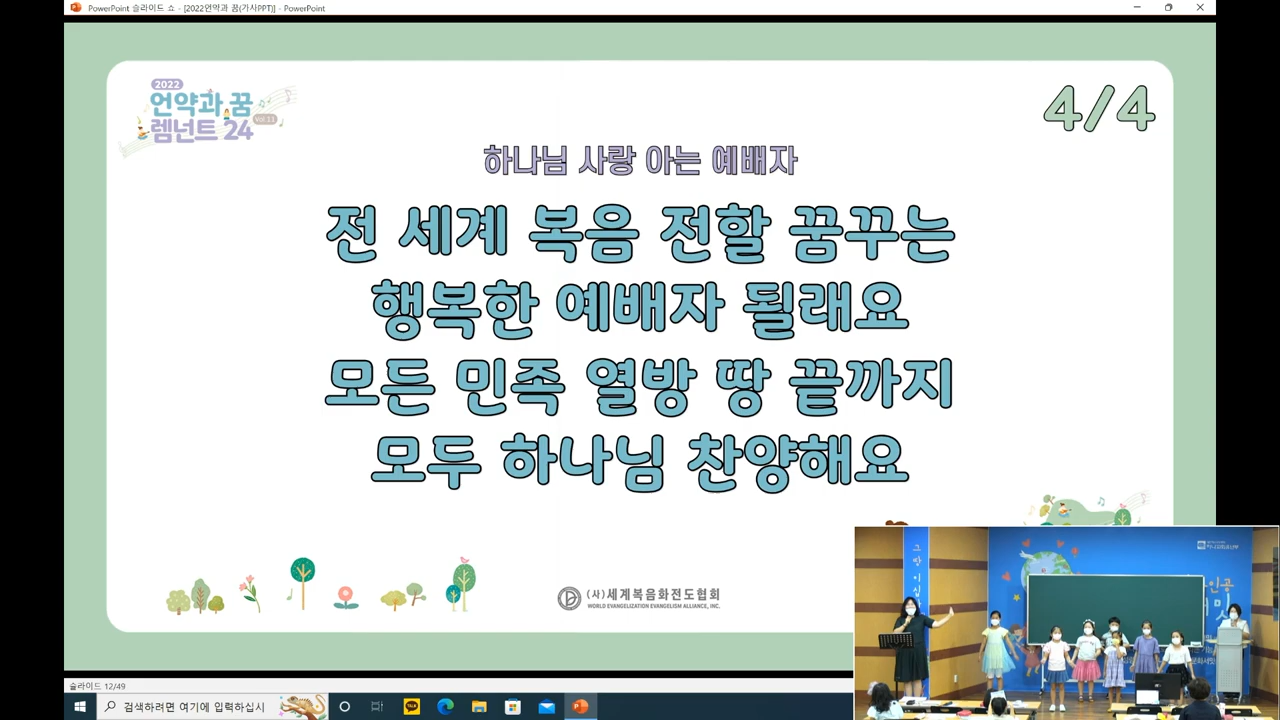 PowerPoint 슬라이드 쇼 - [2022언약과 꿈(가사PPT)] - PowerPoint
2022
언약과 꿈
렘넌트 24
Vol 11
4/4
하나님 사랑 아는 예배자
전 세계 복음 전할 꿈꾸는
행복한 예배자 될래요
모든 민족 열방 땅 끝까지
모두 하나님 찬양해요
(사)세계복음화전도협회
WORLD EVANGELIZATION EVANGELISM ALLIANCE, INC.
슬라이드 12/49
검색하려면 여기에 입력하십시
TALK